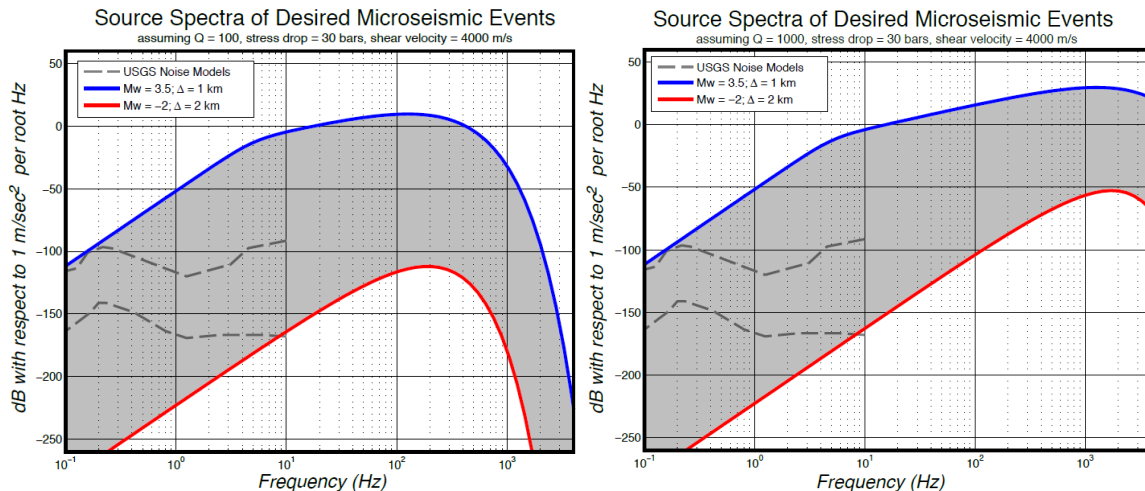 Source Spectra of Desired Microseismic Events
assuming Q = 100, stress drop = 30 bars, shear velocity = 4000 m/s
USGS Noise Models
Mw = 3.5; Δ = 1 km
Mw = −2; Δ = 2 km
dB with respect to 1 m/sec² per root Hz
50
0
−50
−100
−150
−200
−250
10⁻¹ 10⁰ 10¹ 10² 10³
Frequency (Hz)
Source Spectra of Desired Microseismic Events
assuming Q = 1000, stress drop = 30 bars, shear velocity = 4000 m/s
USGS Noise Models
Mw = 3.5; Δ = 1 km
Mw = −2; Δ = 2 km
dB with respect to 1 m/sec² per root Hz
50
0
−50
−100
−150
−200
−250
10⁻¹ 10⁰ 10¹ 10² 10³
Frequency (Hz)